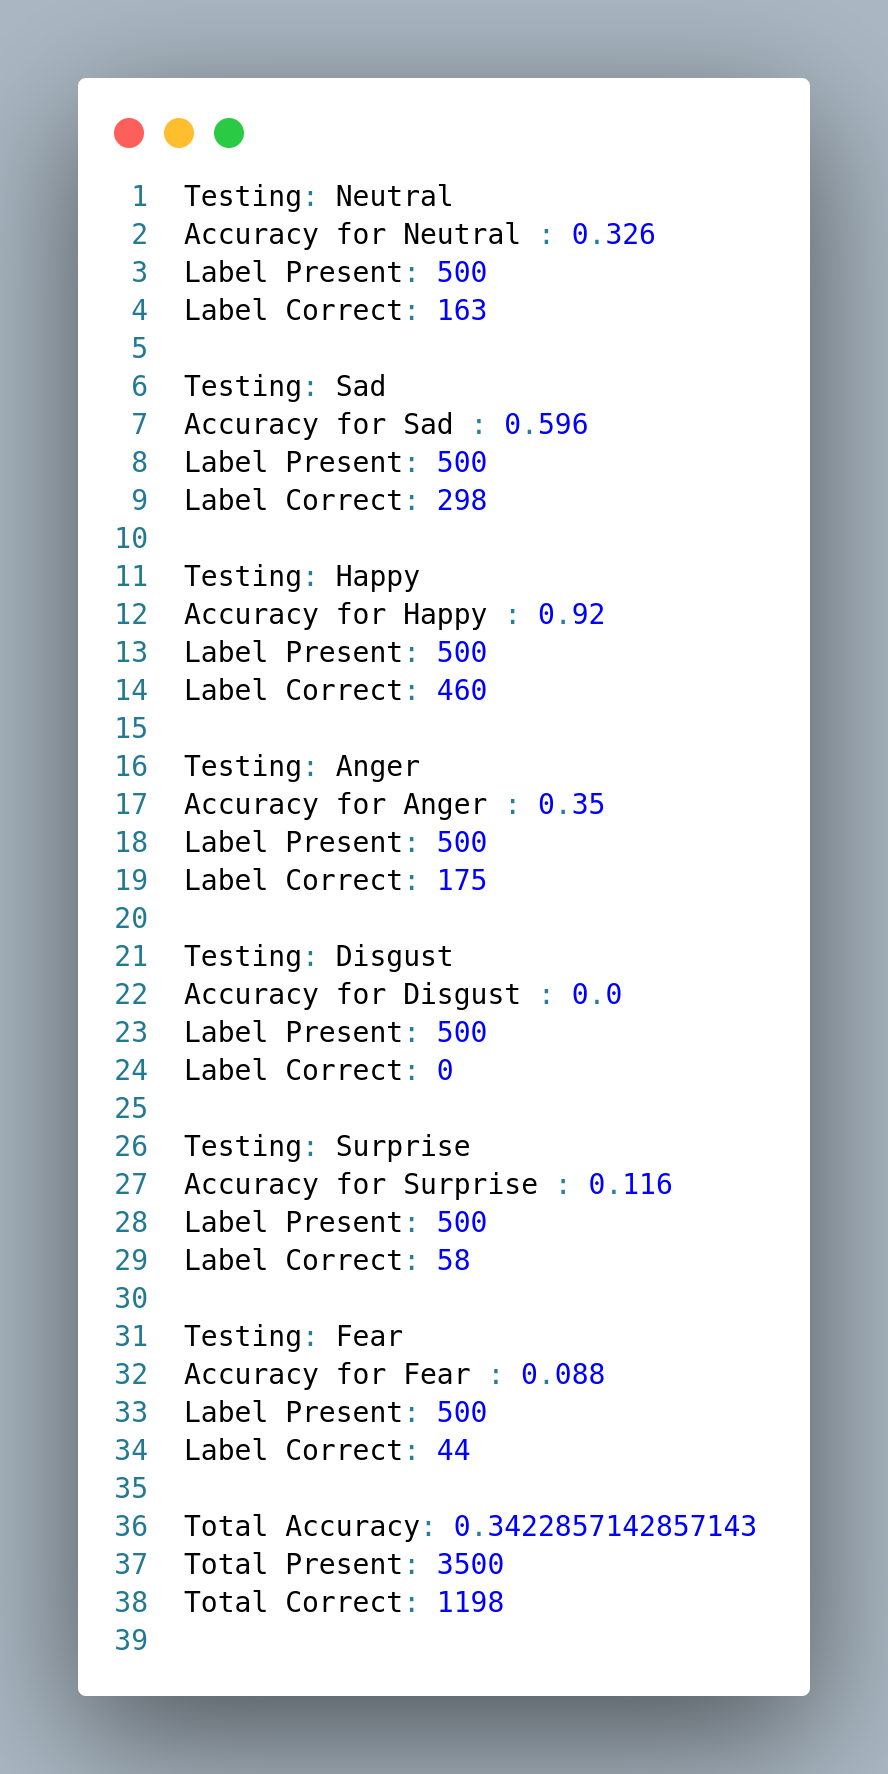 1 Testing: Neutral
2 Accuracy for Neutral : 0.326
3 Label Present: 500
4 Label Correct: 163
5
6 Testing: Sad
7 Accuracy for Sad : 0.596
8 Label Present: 500
9 Label Correct: 298
10
11 Testing: Happy
12 Accuracy for Happy : 0.92
13 Label Present: 500
14 Label Correct: 460
15
16 Testing: Anger
17 Accuracy for Anger : 0.35
18 Label Present: 500
19 Label Correct: 175
20
21 Testing: Disgust
22 Accuracy for Disgust : 0.0
23 Label Present: 500
24 Label Correct: 0
25
26 Testing: Surprise
27 Accuracy for Surprise : 0.116
28 Label Present: 500
29 Label Correct: 58
30
31 Testing: Fear
32 Accuracy for Fear : 0.088
33 Label Present: 500
34 Label Correct: 44
35
36 Total Accuracy: 0.3422857142857143
37 Total Present: 3500
38 Total Correct: 1198
39